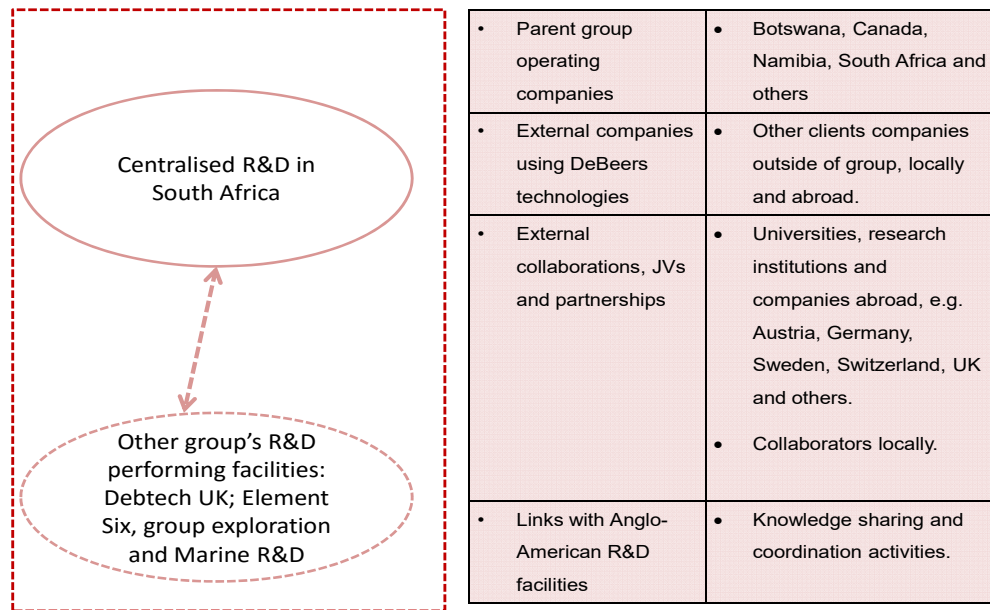 Centralised R&D in
South Africa
Other group's R&D
performing facilities:
Debtech UK; Element
Six, group exploration
and Marine R&D
• Parent group
operating
companies
• Botswana, Canada,
Namibia, South Africa and
others
• External companies
using DeBeers
technologies
• Other clients companies
outside of group, locally
and abroad.
• External
collaborations, JVs
and partnerships
• Universities, research
institutions and
companies abroad, e.g.
Austria, Germany,
Sweden, Switzerland, UK
and others.
• Collaborators locally.
• Links with Anglo-
American R&D
facilities
• Knowledge sharing and
coordination activities.